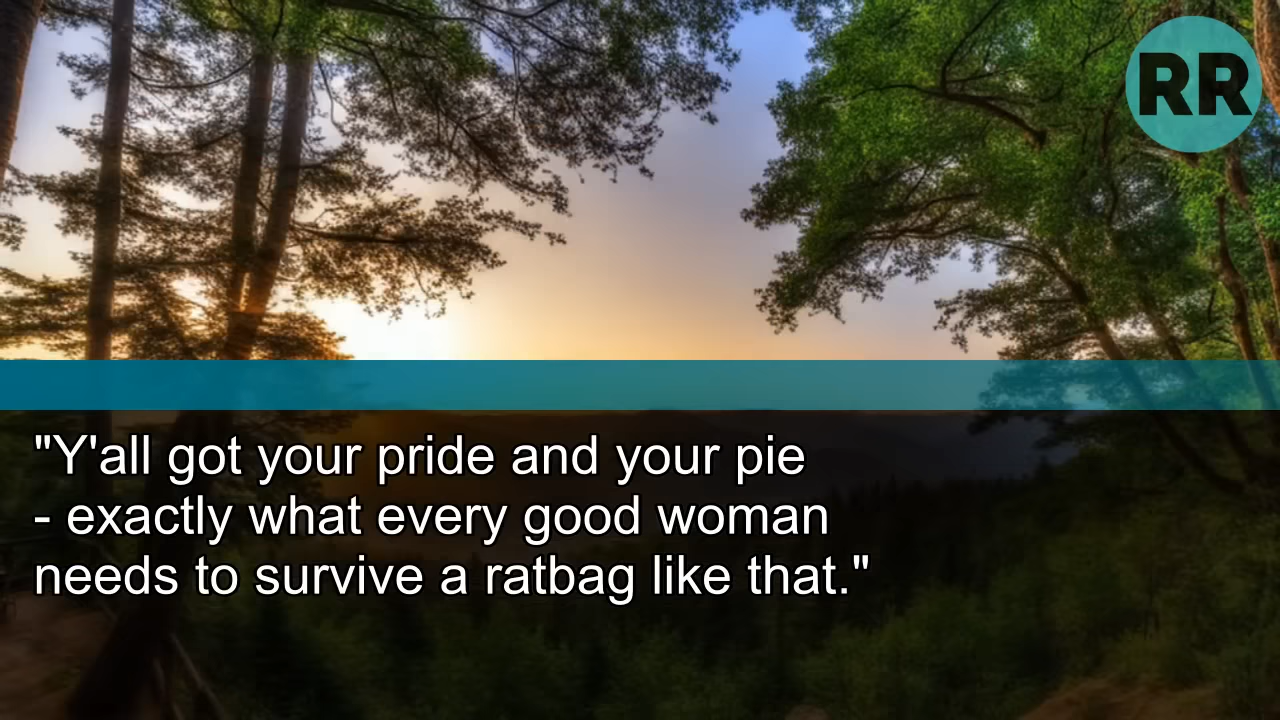 RR
"Y'all got your pride and your pie
- exactly what every good woman
needs to survive a ratbag like that."